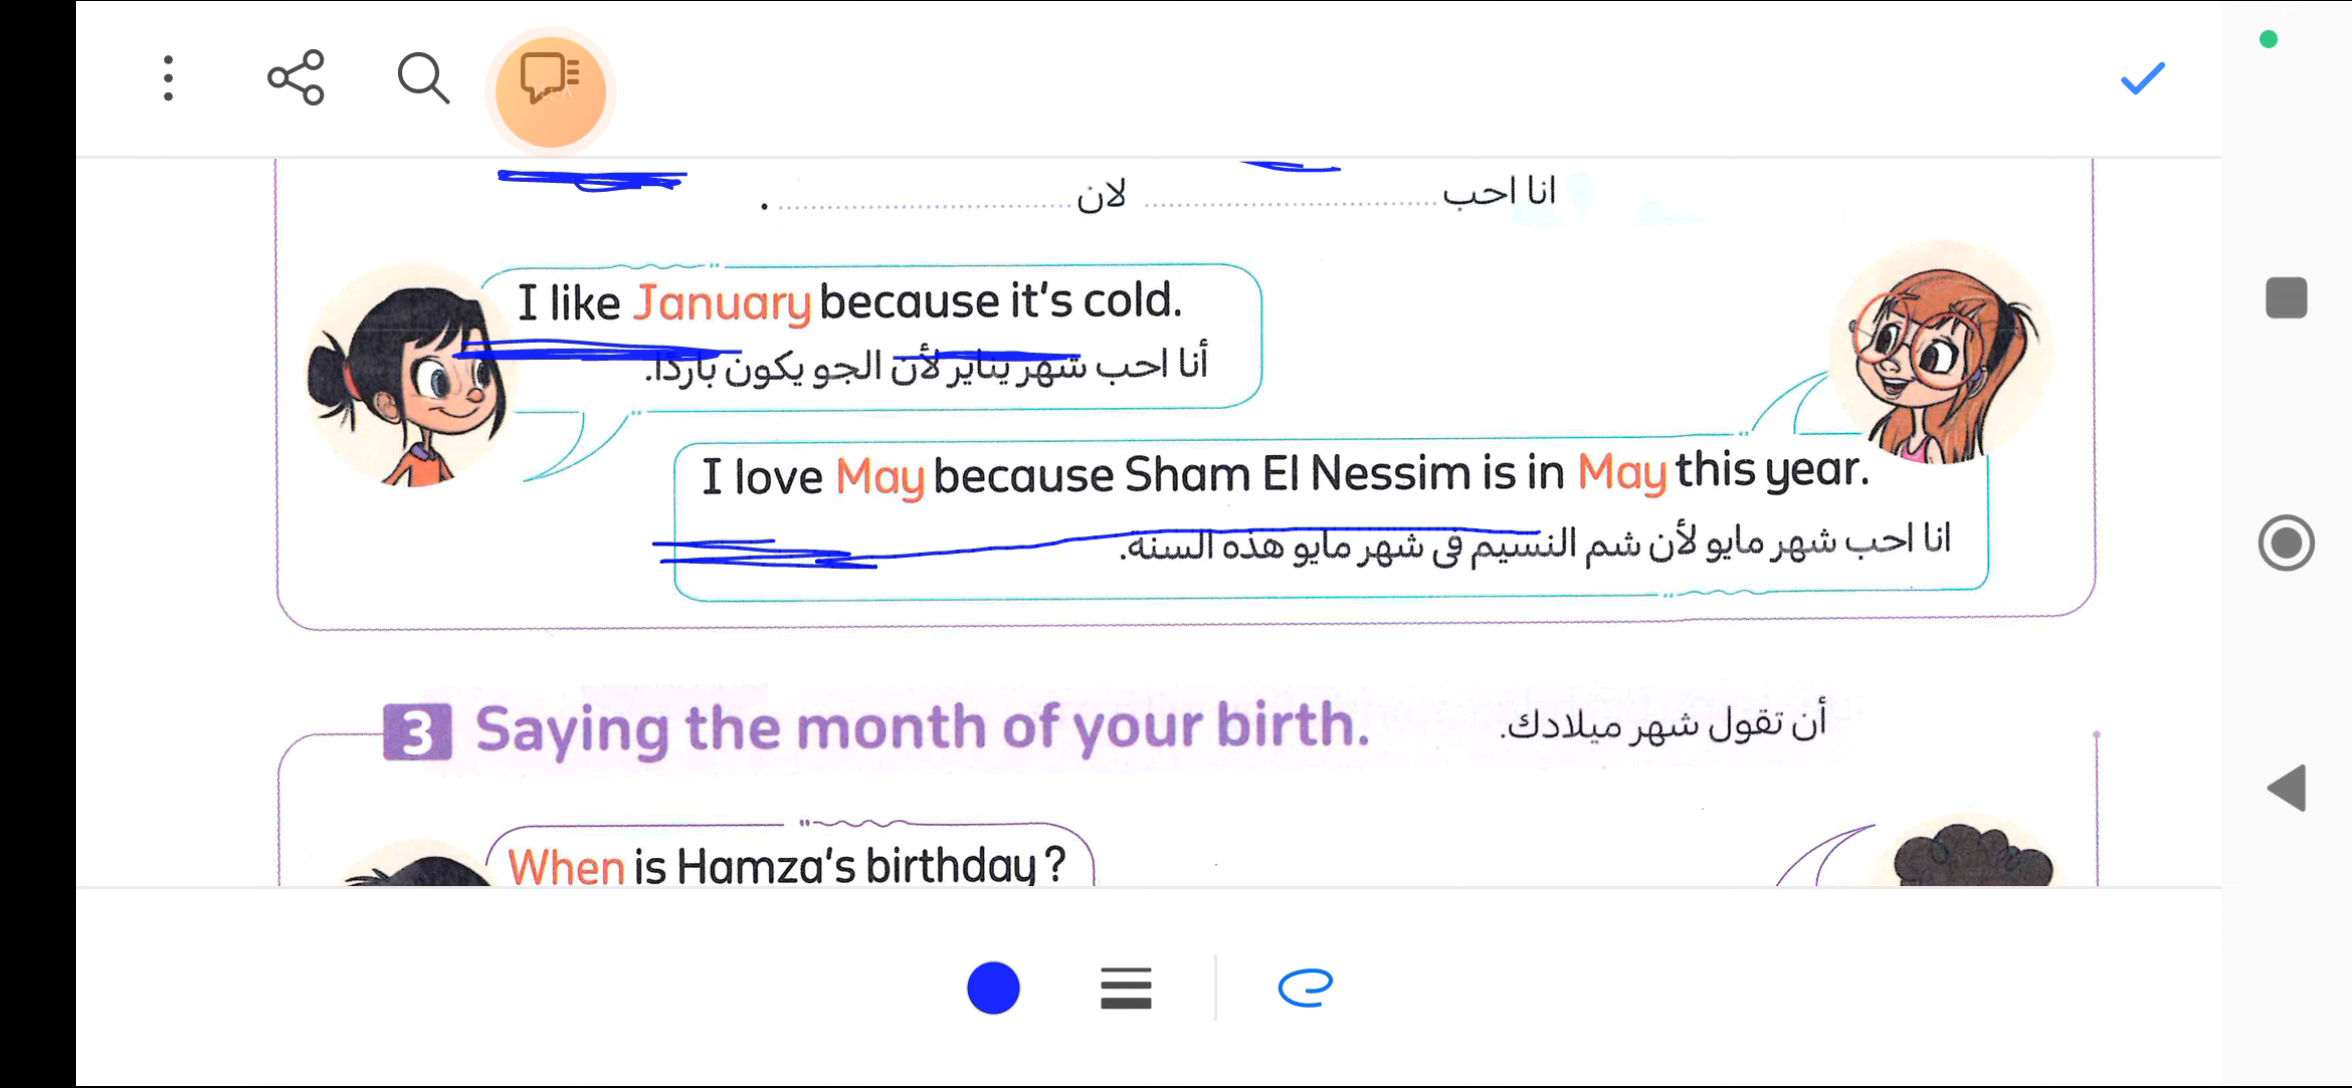 انا احب ........................................ لان ........................................ .
I like January because it's cold.
أنا احب شهر يناير لأن الجو يكون باردًا.
I love May because Sham El Nessim is in May this year.
انا احب شهر مايو لأن شم النسيم فى شهر مايو هذه السنه.
3 Saying the month of your birth.
أن تقول شهر ميلادك.
When is Hamza's birthday?